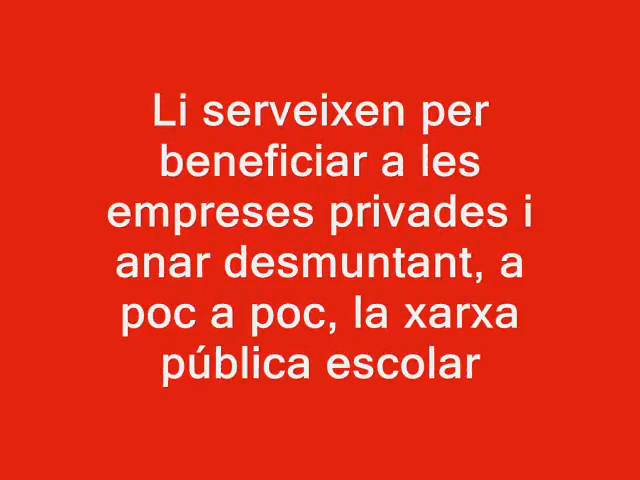 Li serveixen per
beneficiar a les
empreses privades i
anar desmuntant, a
poc a poc, la xarxa
pública escolar